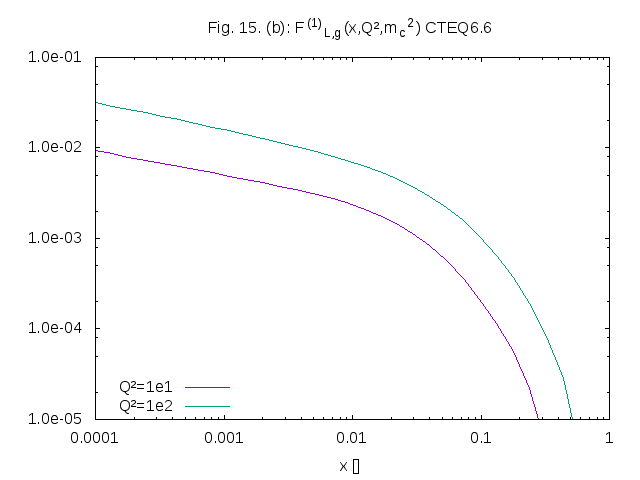 Fig. 15. (b): F⁽¹⁾L,g(x,Q²,mc²) CTEQ6.6
1.0e-01
1.0e-02
1.0e-03
1.0e-04
1.0e-05
Q²=1e1
Q²=1e2
0.0001 0.001 0.01 0.1 1
x []